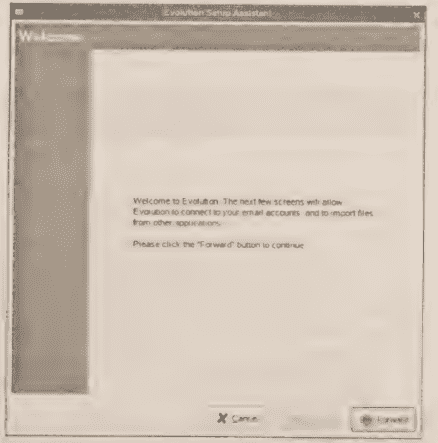 Evolution Setup Assistant
Welcome
Welcome to Evolution. The next few screens will allow
Evolution to connect to your email accounts, and to import files
from other applications.
Please click the "Forward" button to continue.
Cancel
Forward